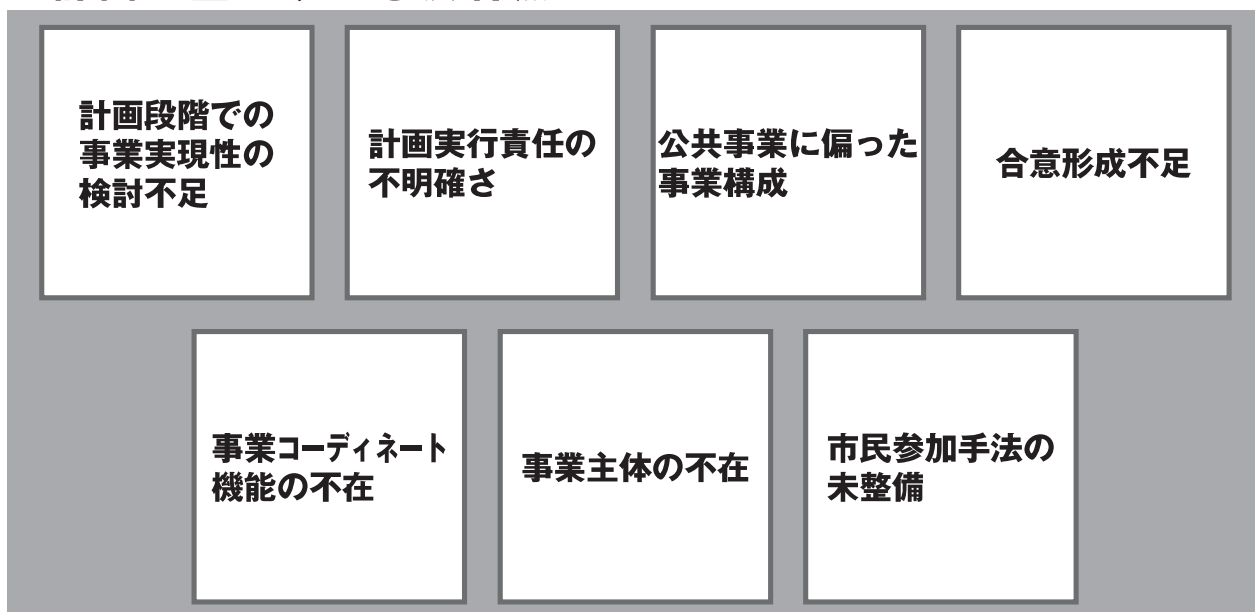 計画段階での
事業実現性の
検討不足
計画実行責任の
不明確さ
公共事業に偏った
事業構成
合意形成不足
事業コーディネート
機能の不在
事業主体の不在
市民参加手法の
未整備